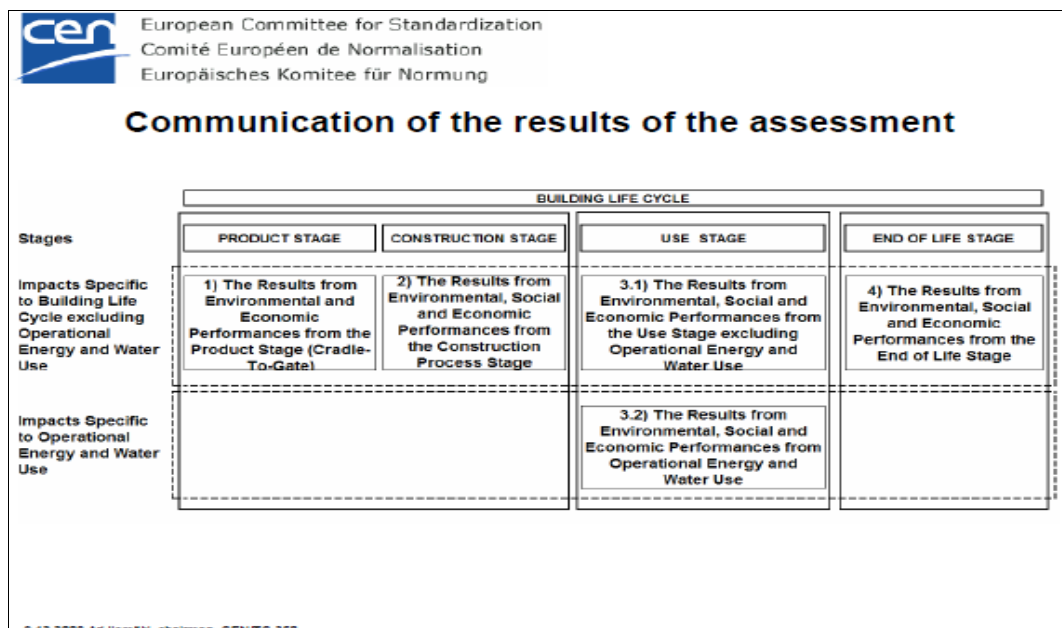 cen
European Committee for Standardization
Comité Européen de Normalisation
Europäisches Komitee für Normung
Communication of the results of the assessment
BUILDING LIFE CYCLE
Stages
PRODUCT STAGE
CONSTRUCTION STAGE
USE STAGE
END OF LIFE STAGE
Impacts Specific
to Building Life
Cycle excluding
Operational
Energy and Water
Use
1) The Results from
Environmental and
Economic
Performances from the
Product Stage (Cradle-
To-Gate)
2) The Results from
Environmental, Social
and Economic
Performances from
the Construction
Process Stage
3.1) The Results from
Environmental, Social and
Economic Performances from
the Use Stage excluding
Operational Energy and
Water Use
4) The Results from
Environmental, Social
and Economic
Performances from the
End of Life Stage
Impacts Specific
to Operational
Energy and Water
Use
3.2) The Results from
Environmental, Social and
Economic Performances from
Operational Energy and
Water Use